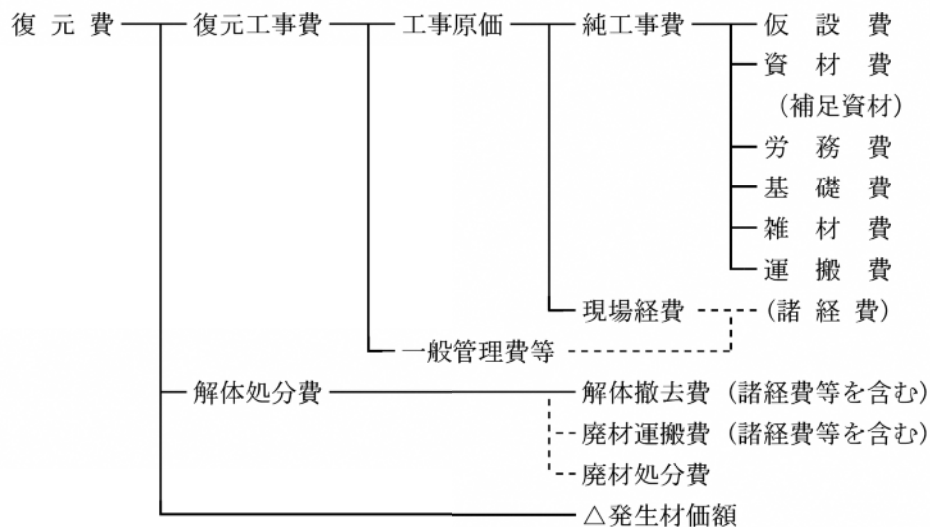 復元費 復元工事費 工事原価 純工事費 仮設費
資材費
(補足資材)
労務費
基礎費
雑材費
運搬費
現場経費 (諸経費)
一般管理費等
解体処分費 解体撤去費(諸経費等を含む)
廃材運搬費(諸経費等を含む)
廃材処分費
△発生材価額